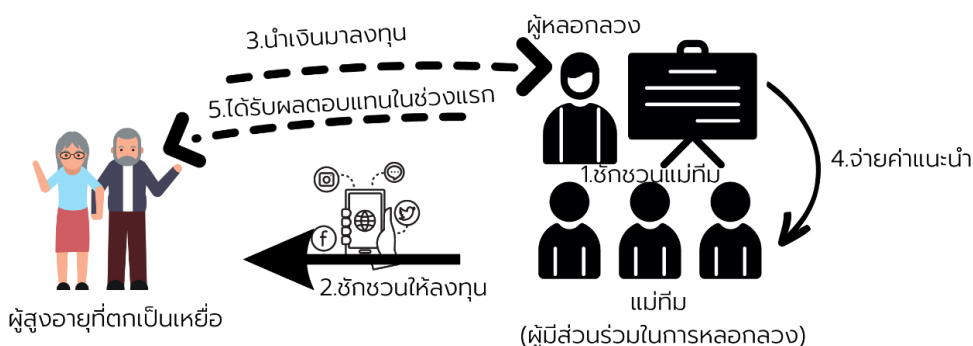 ผู้หลอกลวง
3.นำเงินมาลงทุน
5.ได้รับผลตอบแทนในช่วงแรก
1.ชักชวนแม่ทีม
4.จ่ายค่าแนะนำ
2.ชักชวนให้ลงทุน
แม่ทีม
(ผู้มีส่วนร่วมในการหลอกลวง)
ผู้สูงอายุที่ตกเป็นเหยื่อ